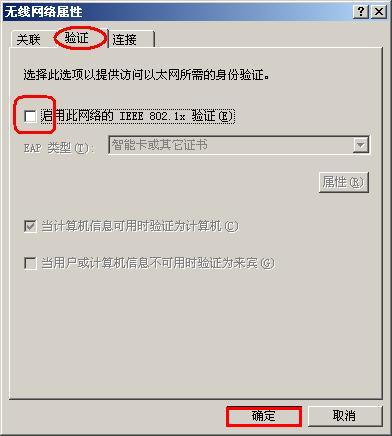 无线网络属性
关联 验证 连接
选择此选项以提供访问以太网所需的身份验证。
启用此网络的 IEEE 802.1x 验证(E)
EAP 类型(T): 智能卡或其它证书
属性(R)
当计算机信息可用时验证为计算机(C)
当用户或计算机信息不可用时验证为来宾(G)
确定 取消